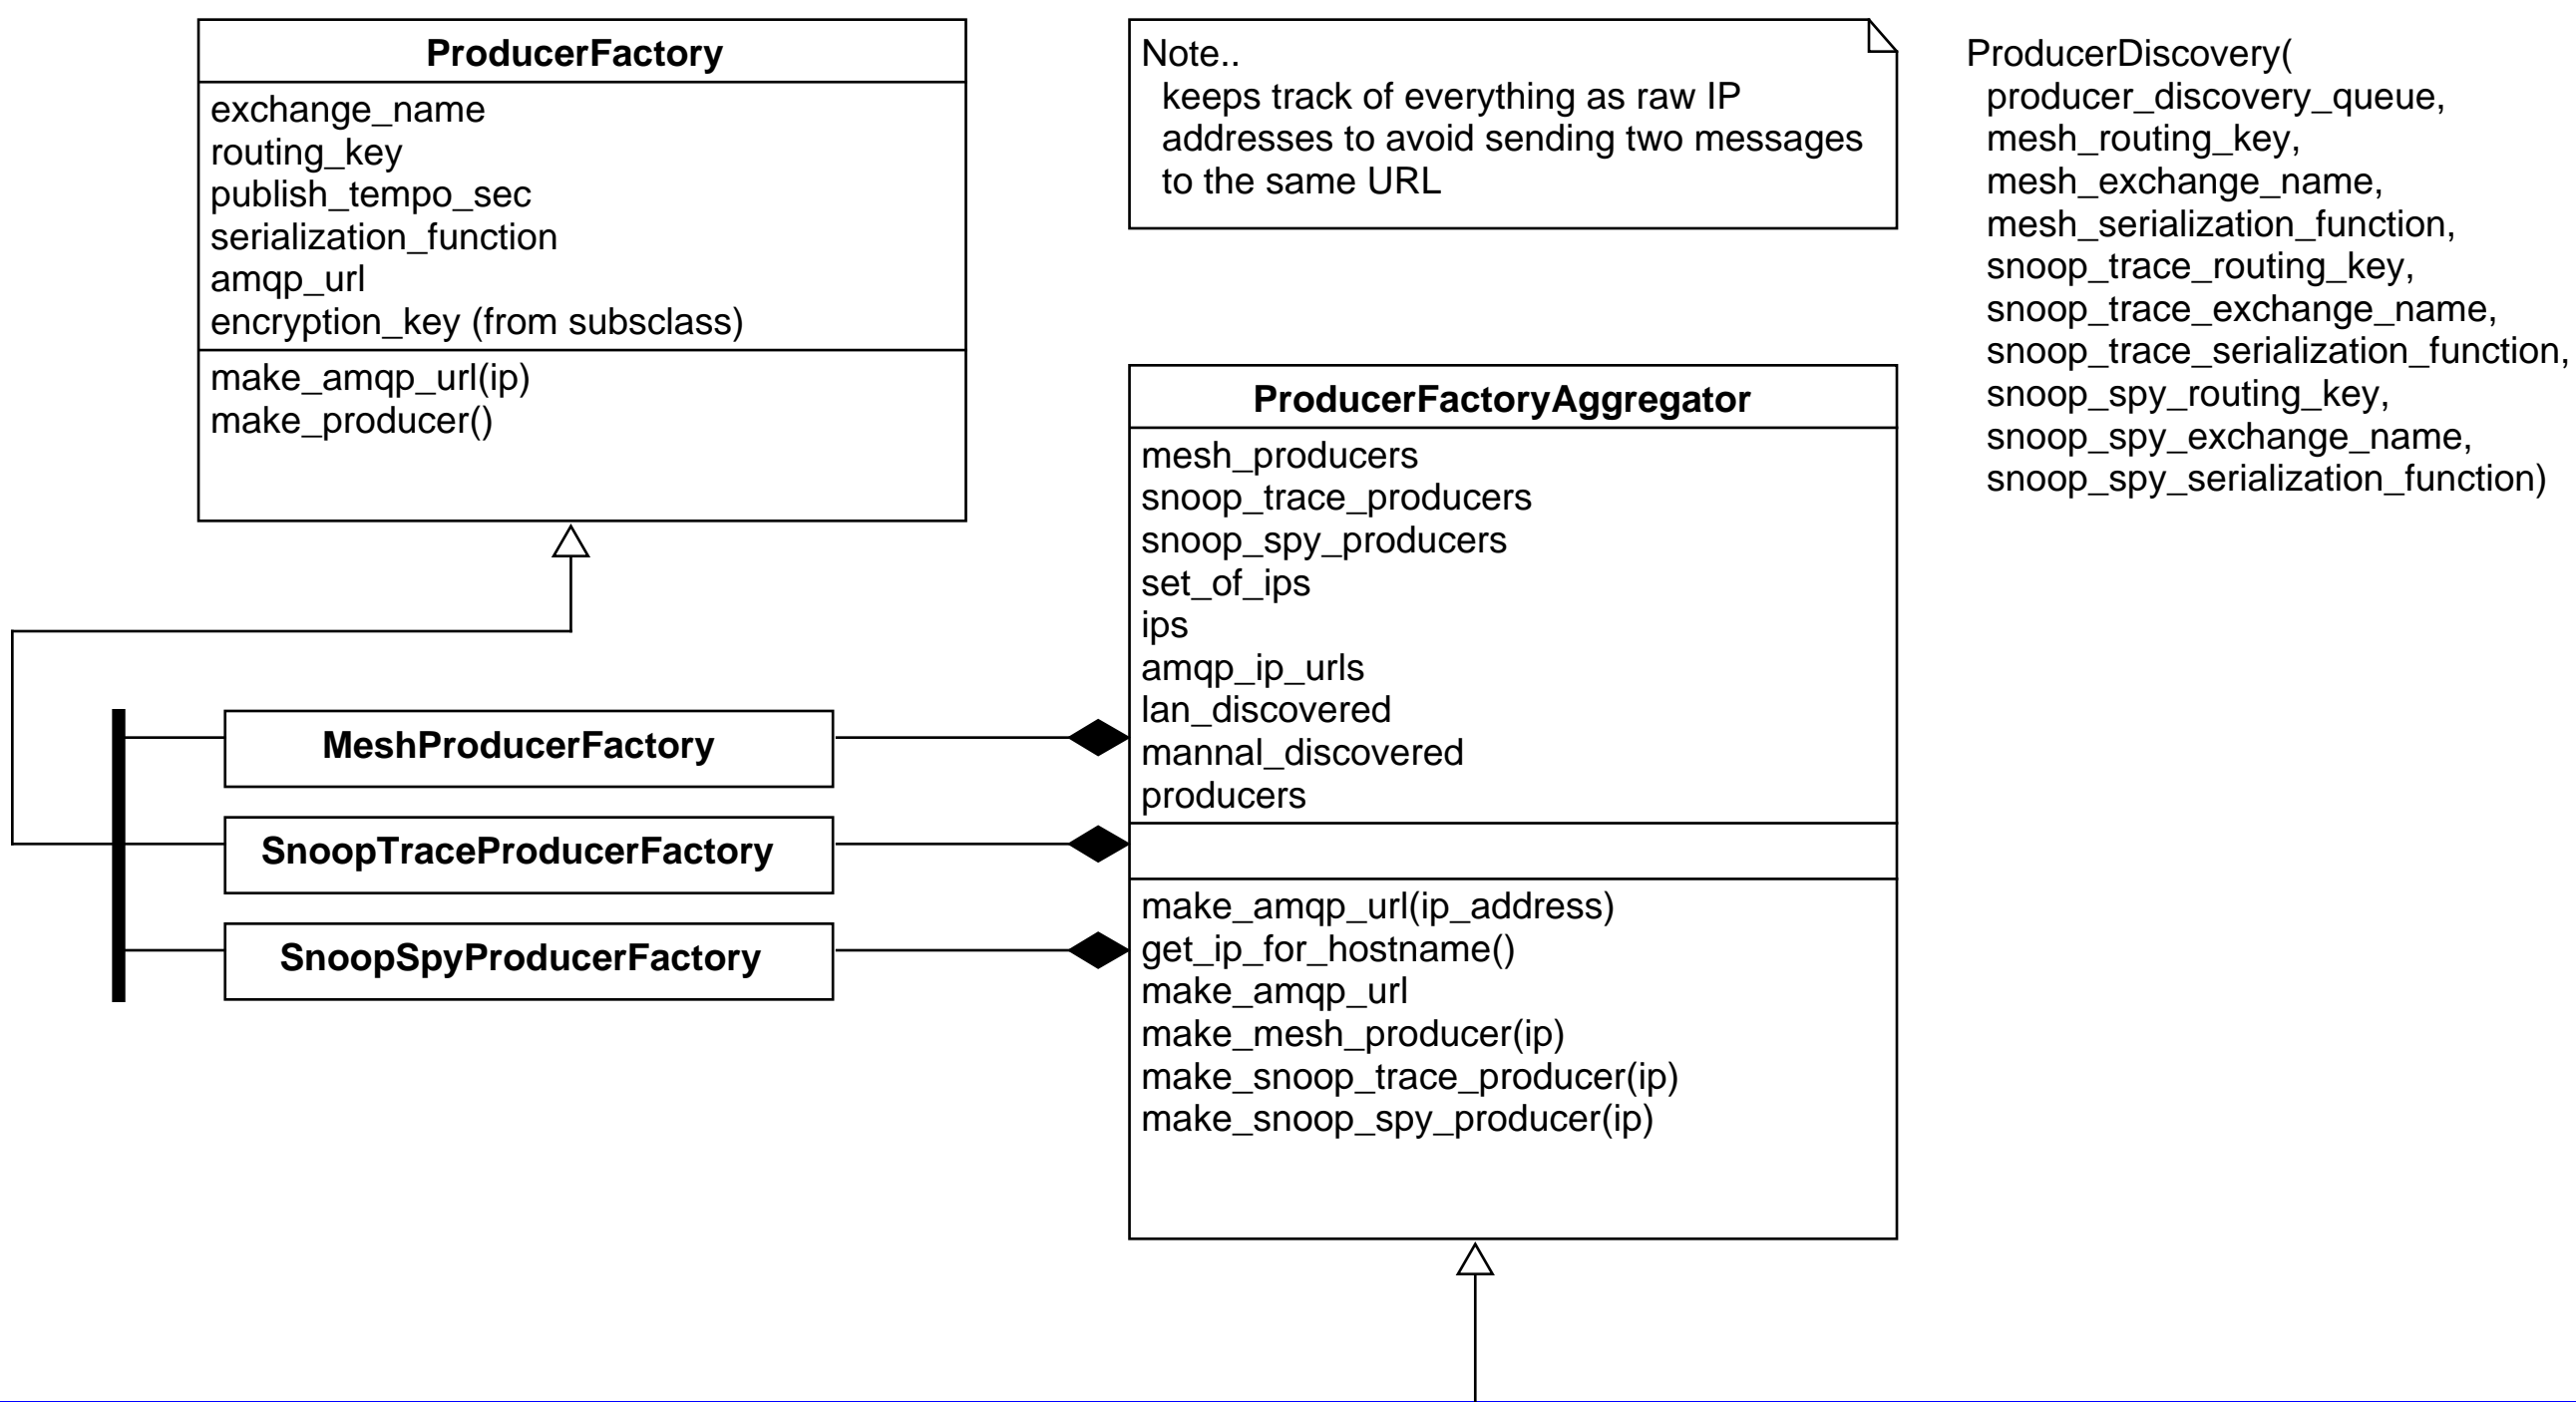 ProducerFactory
exchange_name
routing_key
publish_tempo_sec
serialization_function
amqp_url
encryption_key (from subsclass)
make_amqp_url(ip)
make_producer()
Note..
keeps track of everything as raw IP
addresses to avoid sending two messages
to the same URL
ProducerDiscovery(
producer_discovery_queue,
mesh_routing_key,
mesh_exchange_name,
mesh_serialization_function,
snoop_trace_routing_key,
snoop_trace_exchange_name,
snoop_trace_serialization_function,
snoop_spy_routing_key,
snoop_spy_exchange_name,
snoop_spy_serialization_function)
MeshProducerFactory
SnoopTraceProducerFactory
SnoopSpyProducerFactory
ProducerFactoryAggregator
mesh_producers
snoop_trace_producers
snoop_spy_producers
set_of_ips
ips
amqp_ip_urls
lan_discovered
mannal_discovered
producers
make_amqp_url(ip_address)
get_ip_for_hostname()
make_amqp_url
make_mesh_producer(ip)
make_snoop_trace_producer(ip)
make_snoop_spy_producer(ip)